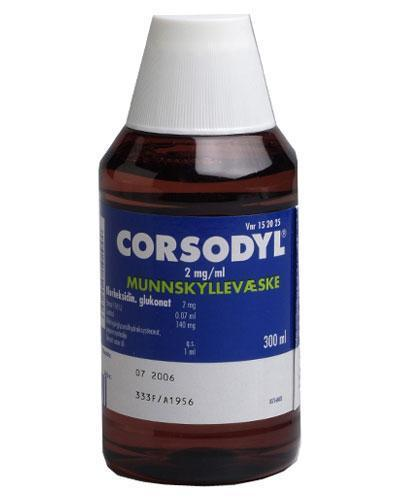 Vnr 15 20 25
CORSODYL®
2 mg/ml
MUNNSKYLLEVÆSKE
Klorheksidin. glukonat 2 mg
0.07 ml
140 mg
q.s.
1 ml
300 ml
07 2006
333F/A1956